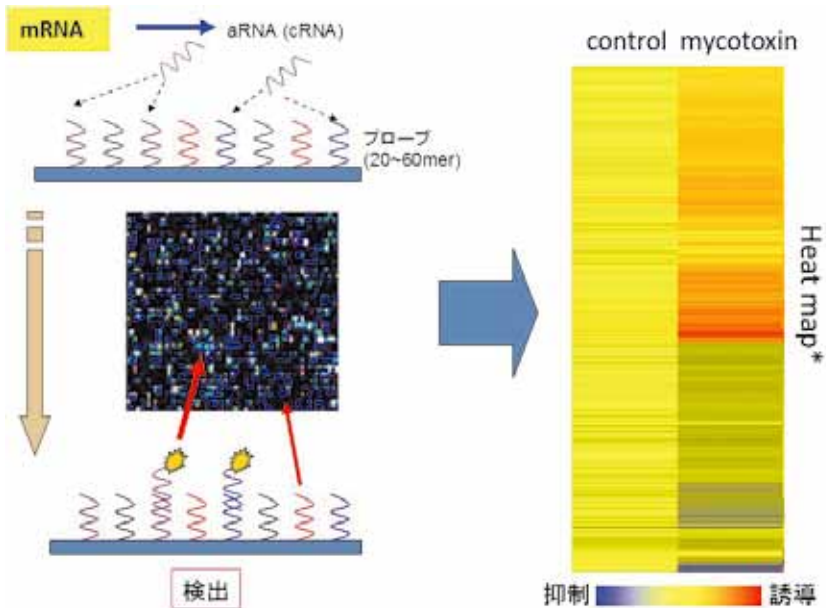 mRNA
aRNA (cRNA)
プローブ
(20~60mer)
検出
control mycotoxin
Heat map*
抑制 誘導